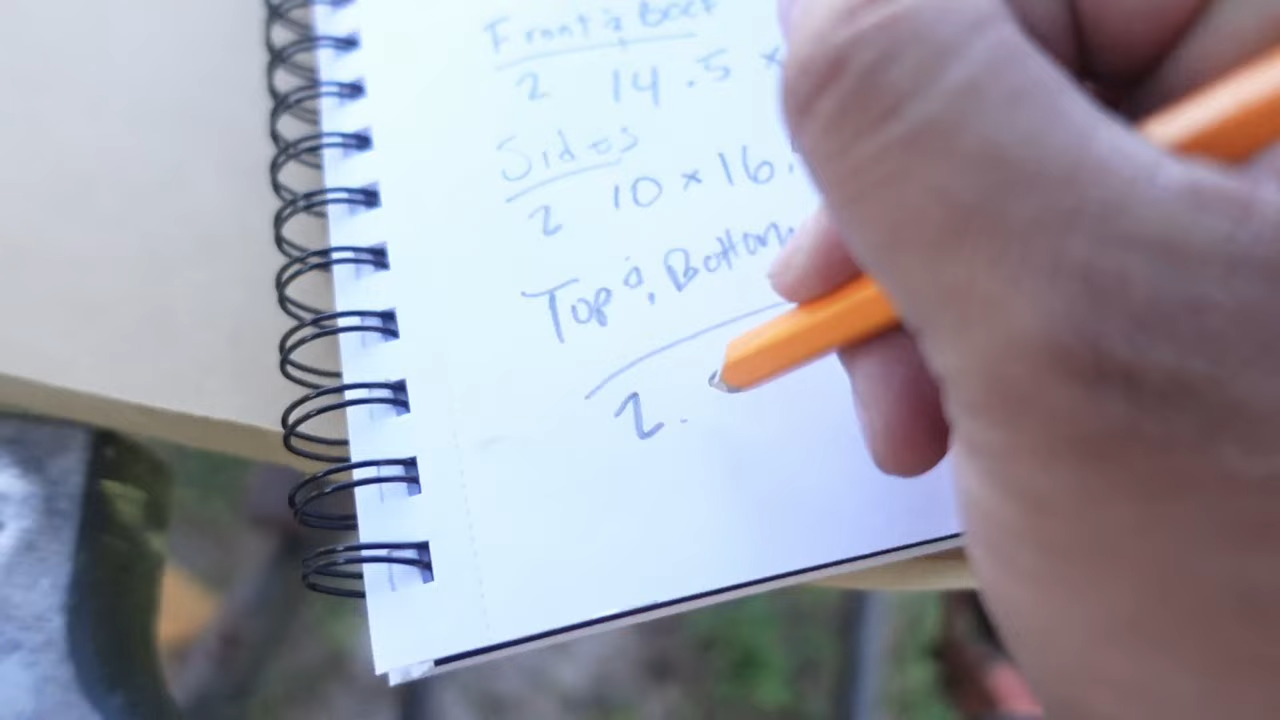 Front & Back
2 14.5 x
Sides
2 10 x 16.
Top & Bottom
2.